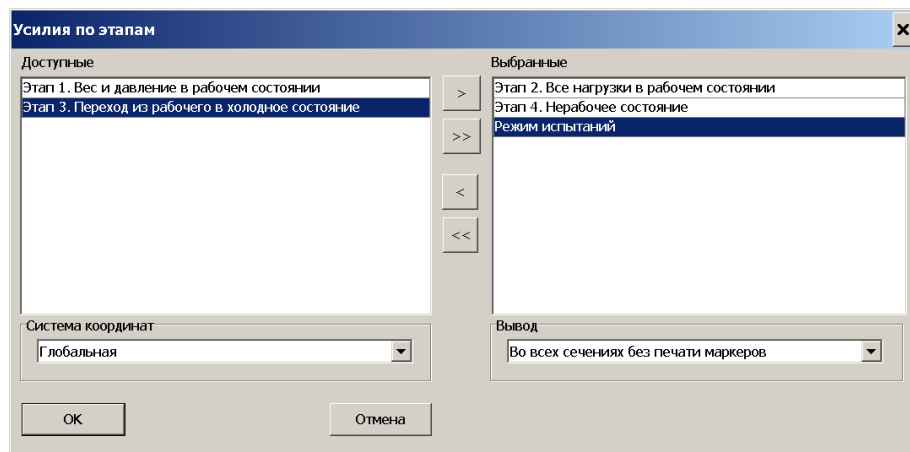 Усилия по этапам
Доступные
Выбранные
Этап 1. Вес и давление в рабочем состоянии
Этап 3. Переход из рабочего в холодное состояние
>
>>
<
<<
Этап 2. Все нагрузки в рабочем состоянии
Этап 4. Нерабочее состояние
Режим испытаний
Система координат
Глобальная
Вывод
Во всех сечениях без печати маркеров
OK
Отмена